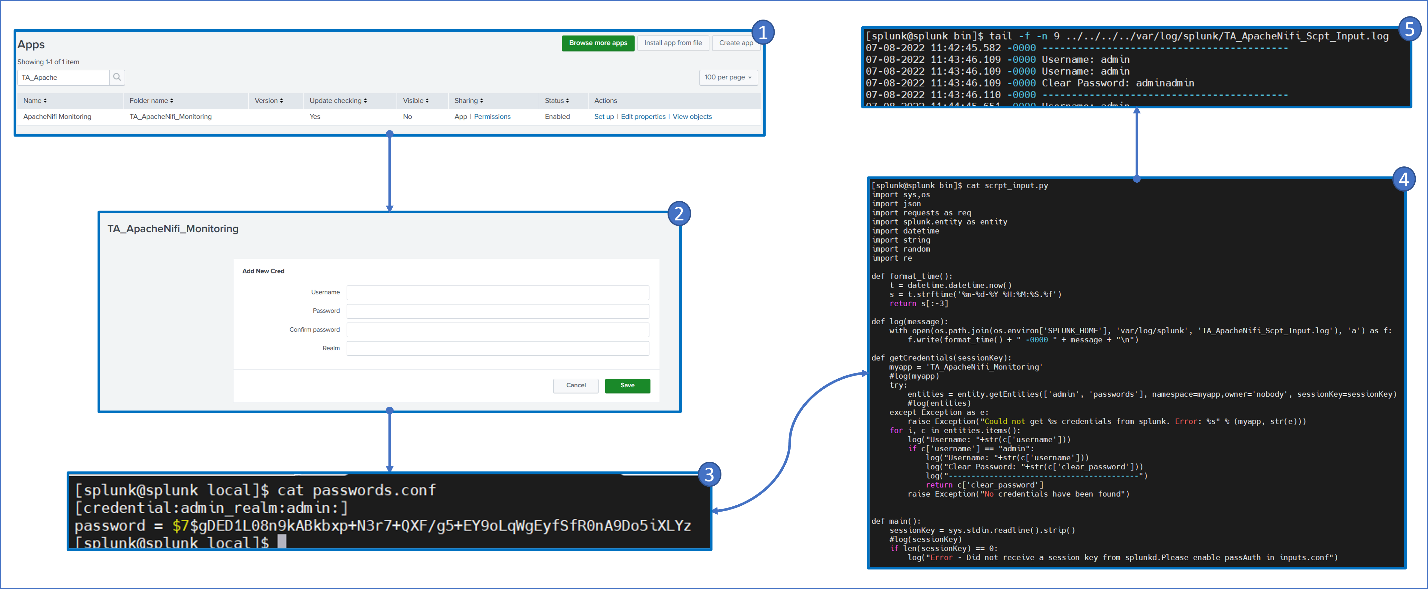 1
Apps
Browse more apps
Install app from file
Create app
Showing 1-1 of 1 item
TA_Apache
100 per page
Name Folder name Version Update checking Visible Sharing Status Actions
ApacheNifi Monitoring TA_ApacheNifi_Monitoring Yes No App | Permissions Enabled Set up | Edit properties | View objects
2
TA_ApacheNifi_Monitoring
Add New Cred
Username
Password
Confirm password
Realm
Cancel Save
3
[splunk@splunk local]$ cat passwords.conf
[credential:admin_realm:admin:]
password = $7$gDED1L08n9kABkbxp+N3r7+QXF/g5+EY9oLqWgEyfSfR0nA9Do5iXLYz
[splunk@splunk local]$
4
[splunk@splunk bin]$ cat scrpt_input.py
import sys,os
import json
import requests as req
import splunk.entity as entity
import datetime
import string
import random
import re
def format_time():
t = datetime.datetime.now()
s = t.strftime('%m-%d-%Y %H:%M:%S.%f')
return s[:-3]
def log(message):
with open(os.path.join(os.environ['SPLUNK_HOME'], 'var/log/splunk', 'TA_ApacheNifi_Scpt_Input.log'), 'a') as f:
f.write(format_time() + " -0000 " + message + "\n")
def getCredentials(sessionKey):
myapp = 'TA_ApacheNifi_Monitoring'
#log(myapp)
try:
entities = entity.getEntities(['admin', 'passwords'], namespace=myapp,owner='nobody', sessionKey=sessionKey)
#log(entities)
except Exception as e:
raise Exception("Could not get %s credentials from splunk. Error: %s" % (myapp, str(e)))
for i, c in entities.items():
log("Username: "+str(c['username']))
if c['username'] == "admin":
log("Username: "+str(c['username']))
log("Clear Password: "+str(c['clear_password']))
log("------------------------------------------")
return c['clear_password']
raise Exception("No credentials have been found")
def main():
sessionKey = sys.stdin.readline().strip()
#log(sessionKey)
if len(sessionKey) == 0:
log("Error - Did not receive a session key from splunkd.Please enable passAuth in inputs.conf")
5
[splunk@splunk bin]$ tail -f -n 9 ../../../../var/log/splunk/TA_ApacheNifi_Scpt_Input.log
07-08-2022 11:42:45.582 -0000 ------------------------------------------
07-08-2022 11:43:46.109 -0000 Username: admin
07-08-2022 11:43:46.109 -0000 Username: admin
07-08-2022 11:43:46.109 -0000 Clear Password: adminadmin
07-08-2022 11:43:46.110 -0000 ------------------------------------------
07-08-2022 11:44:45.651 -0000 Username: admin